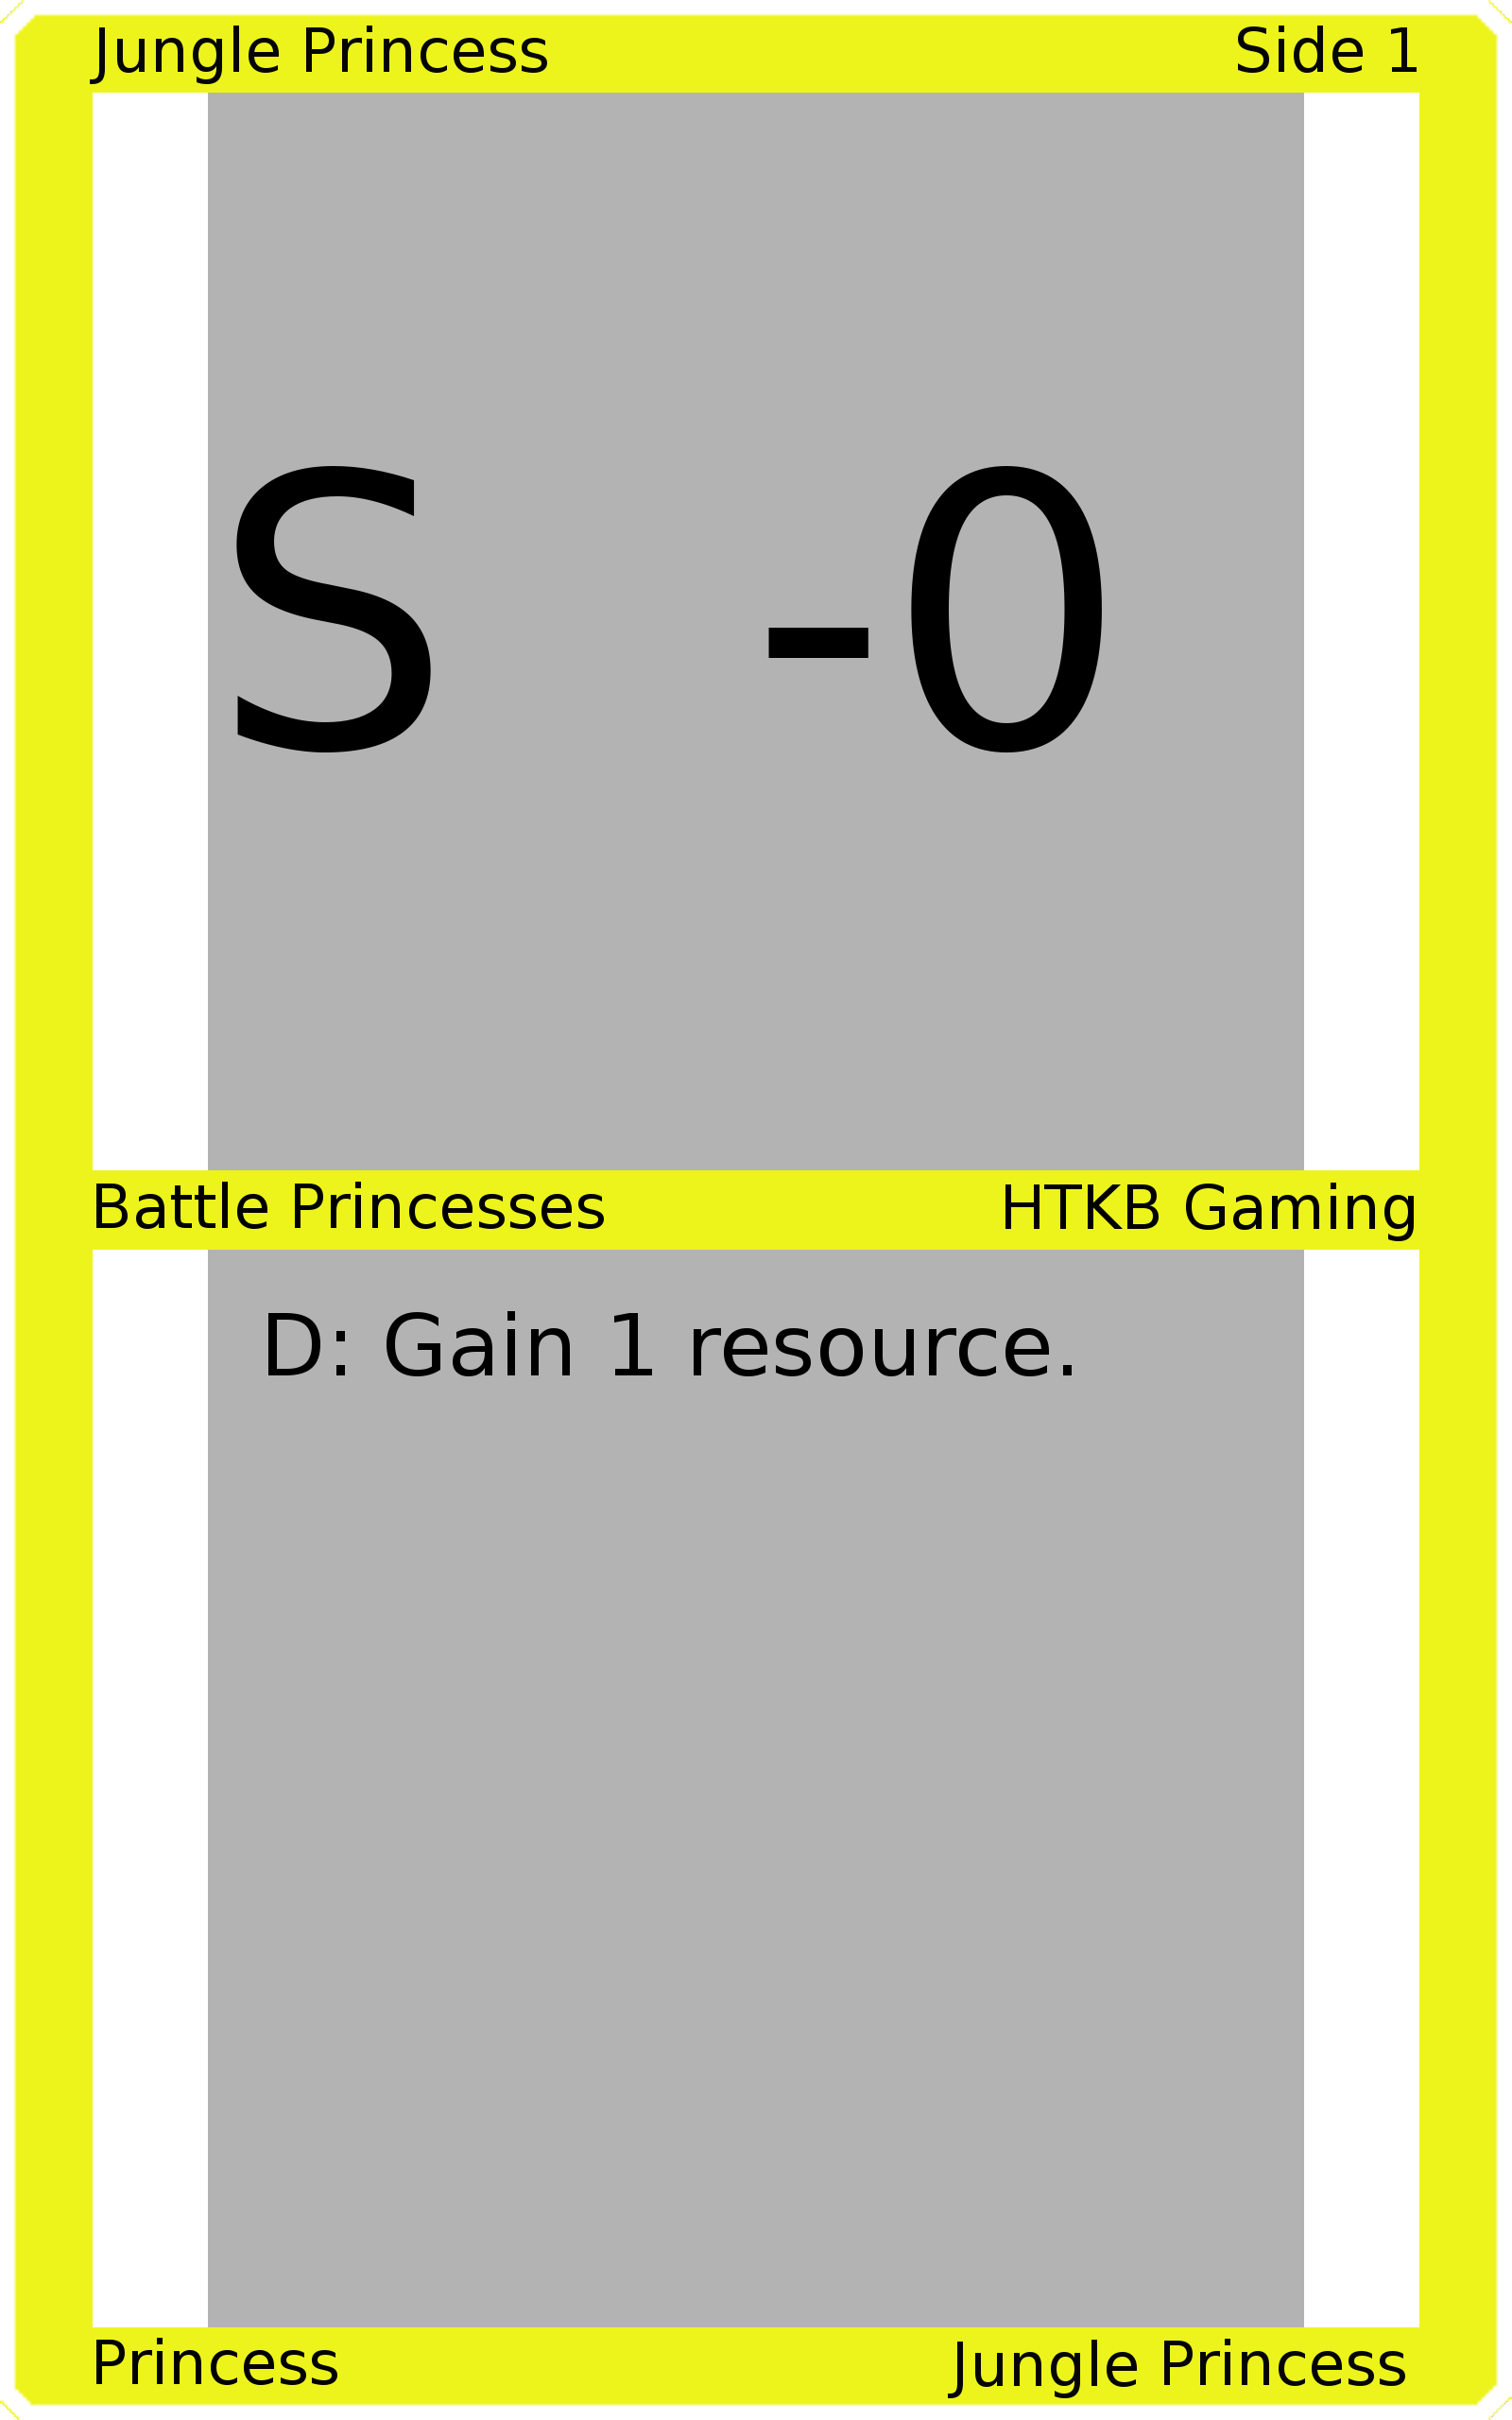 Jungle Princess Side 1
S -0
Battle Princesses HTKB Gaming
D: Gain 1 resource.
Princess Jungle Princess